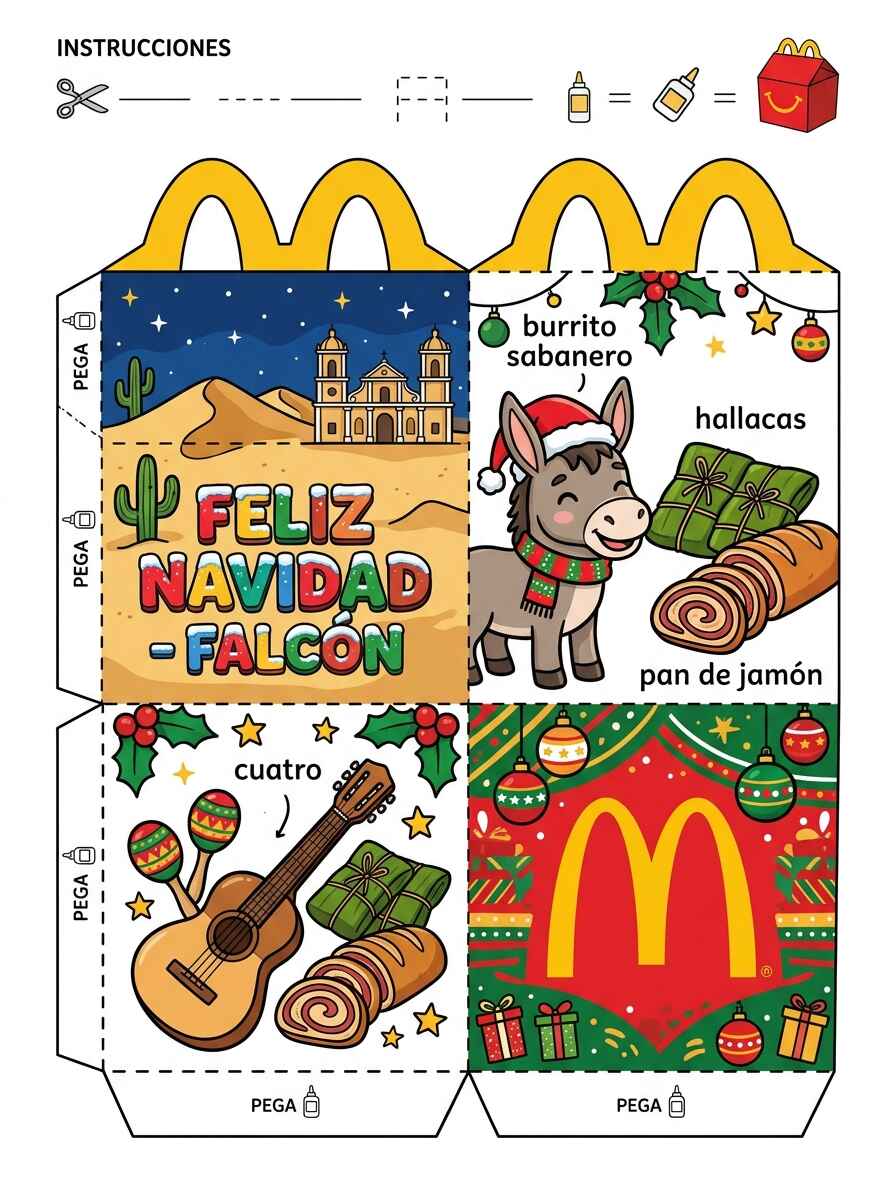 INSTRUCCIONES
PEGA
PEGA
burrito
sabanero
hallacas
FELIZ
NAVIDAD
-FALCÓN
pan de jamón
PEGA
cuatro
PEGA
PEGA